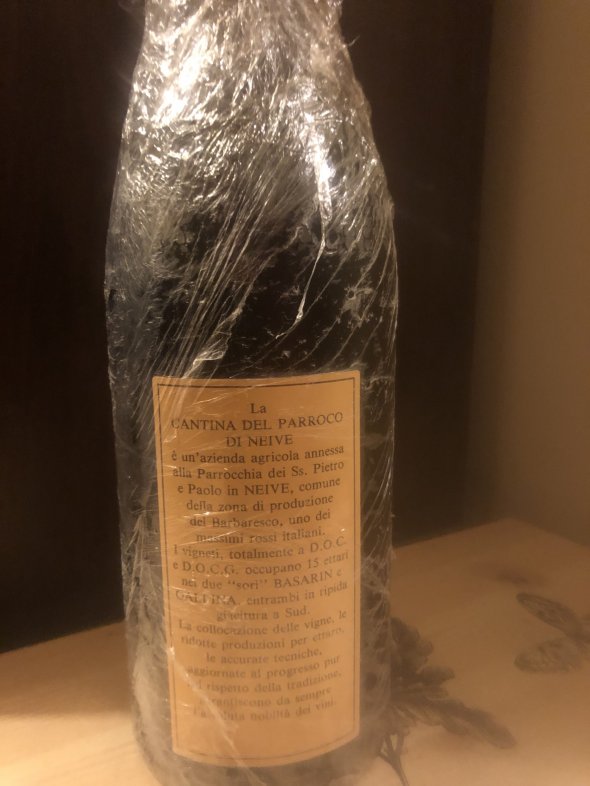 La
CANTINA DEL PARROCO
DI NEIVE
è un'azienda agricola annessa
alla Parrocchia dei Ss. Pietro
e Paolo in NEIVE, comune
della zona di produzione
del Barbaresco, uno dei
massimi rossi italiani.
I vigneti, totalmente a D.O.C.
e D.O.C.G. occupano 15 ettari
nei due "sorì" BASARIN e
GALLINA, entrambi in ripida
giacitura a Sud.
La collocazione delle vigne, le
ridotte produzioni per ettaro,
le accurate tecniche,
aggiornate al progresso pur
nel rispetto della tradizione,
garantiscono da sempre
nobiltà dei vini.